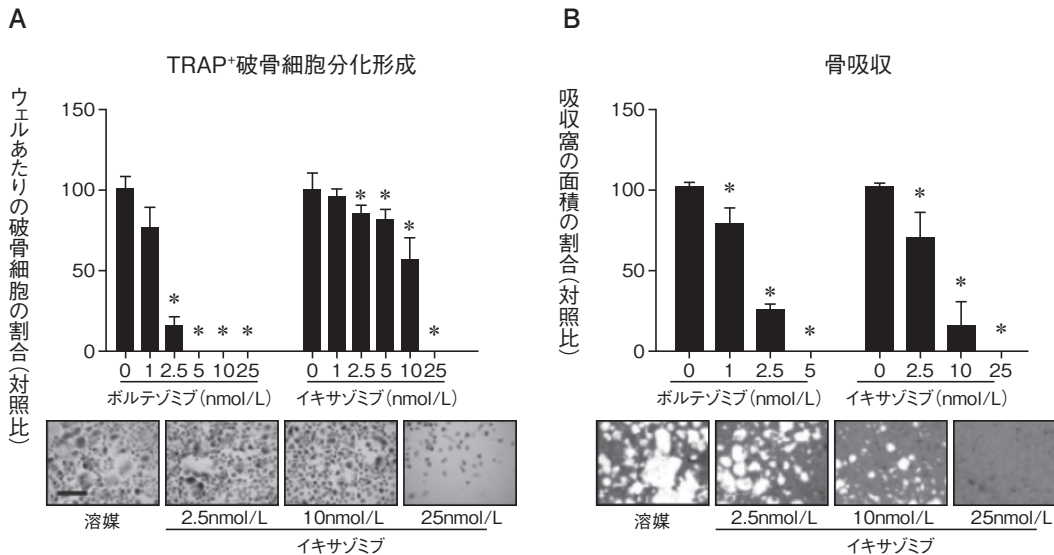 A
TRAP⁺破骨細胞分化形成
ウェルあたりの破骨細胞の割合(対照比)
150
100
50
0
* * * * * * * *
0 1 2.5 5 10 25
ボルテゾミブ(nmol/L)
0 1 2.5 5 10 25
イキサゾミブ(nmol/L)
溶媒
2.5nmol/L
10nmol/L
25nmol/L
イキサゾミブ
B
骨吸収
吸収窩の面積の割合(対照比)
150
100
50
0
* * * * * *
0 1 2.5 5
ボルテゾミブ(nmol/L)
0 2.5 10 25
イキサゾミブ(nmol/L)
溶媒
2.5nmol/L
10nmol/L
25nmol/L
イキサゾミブ